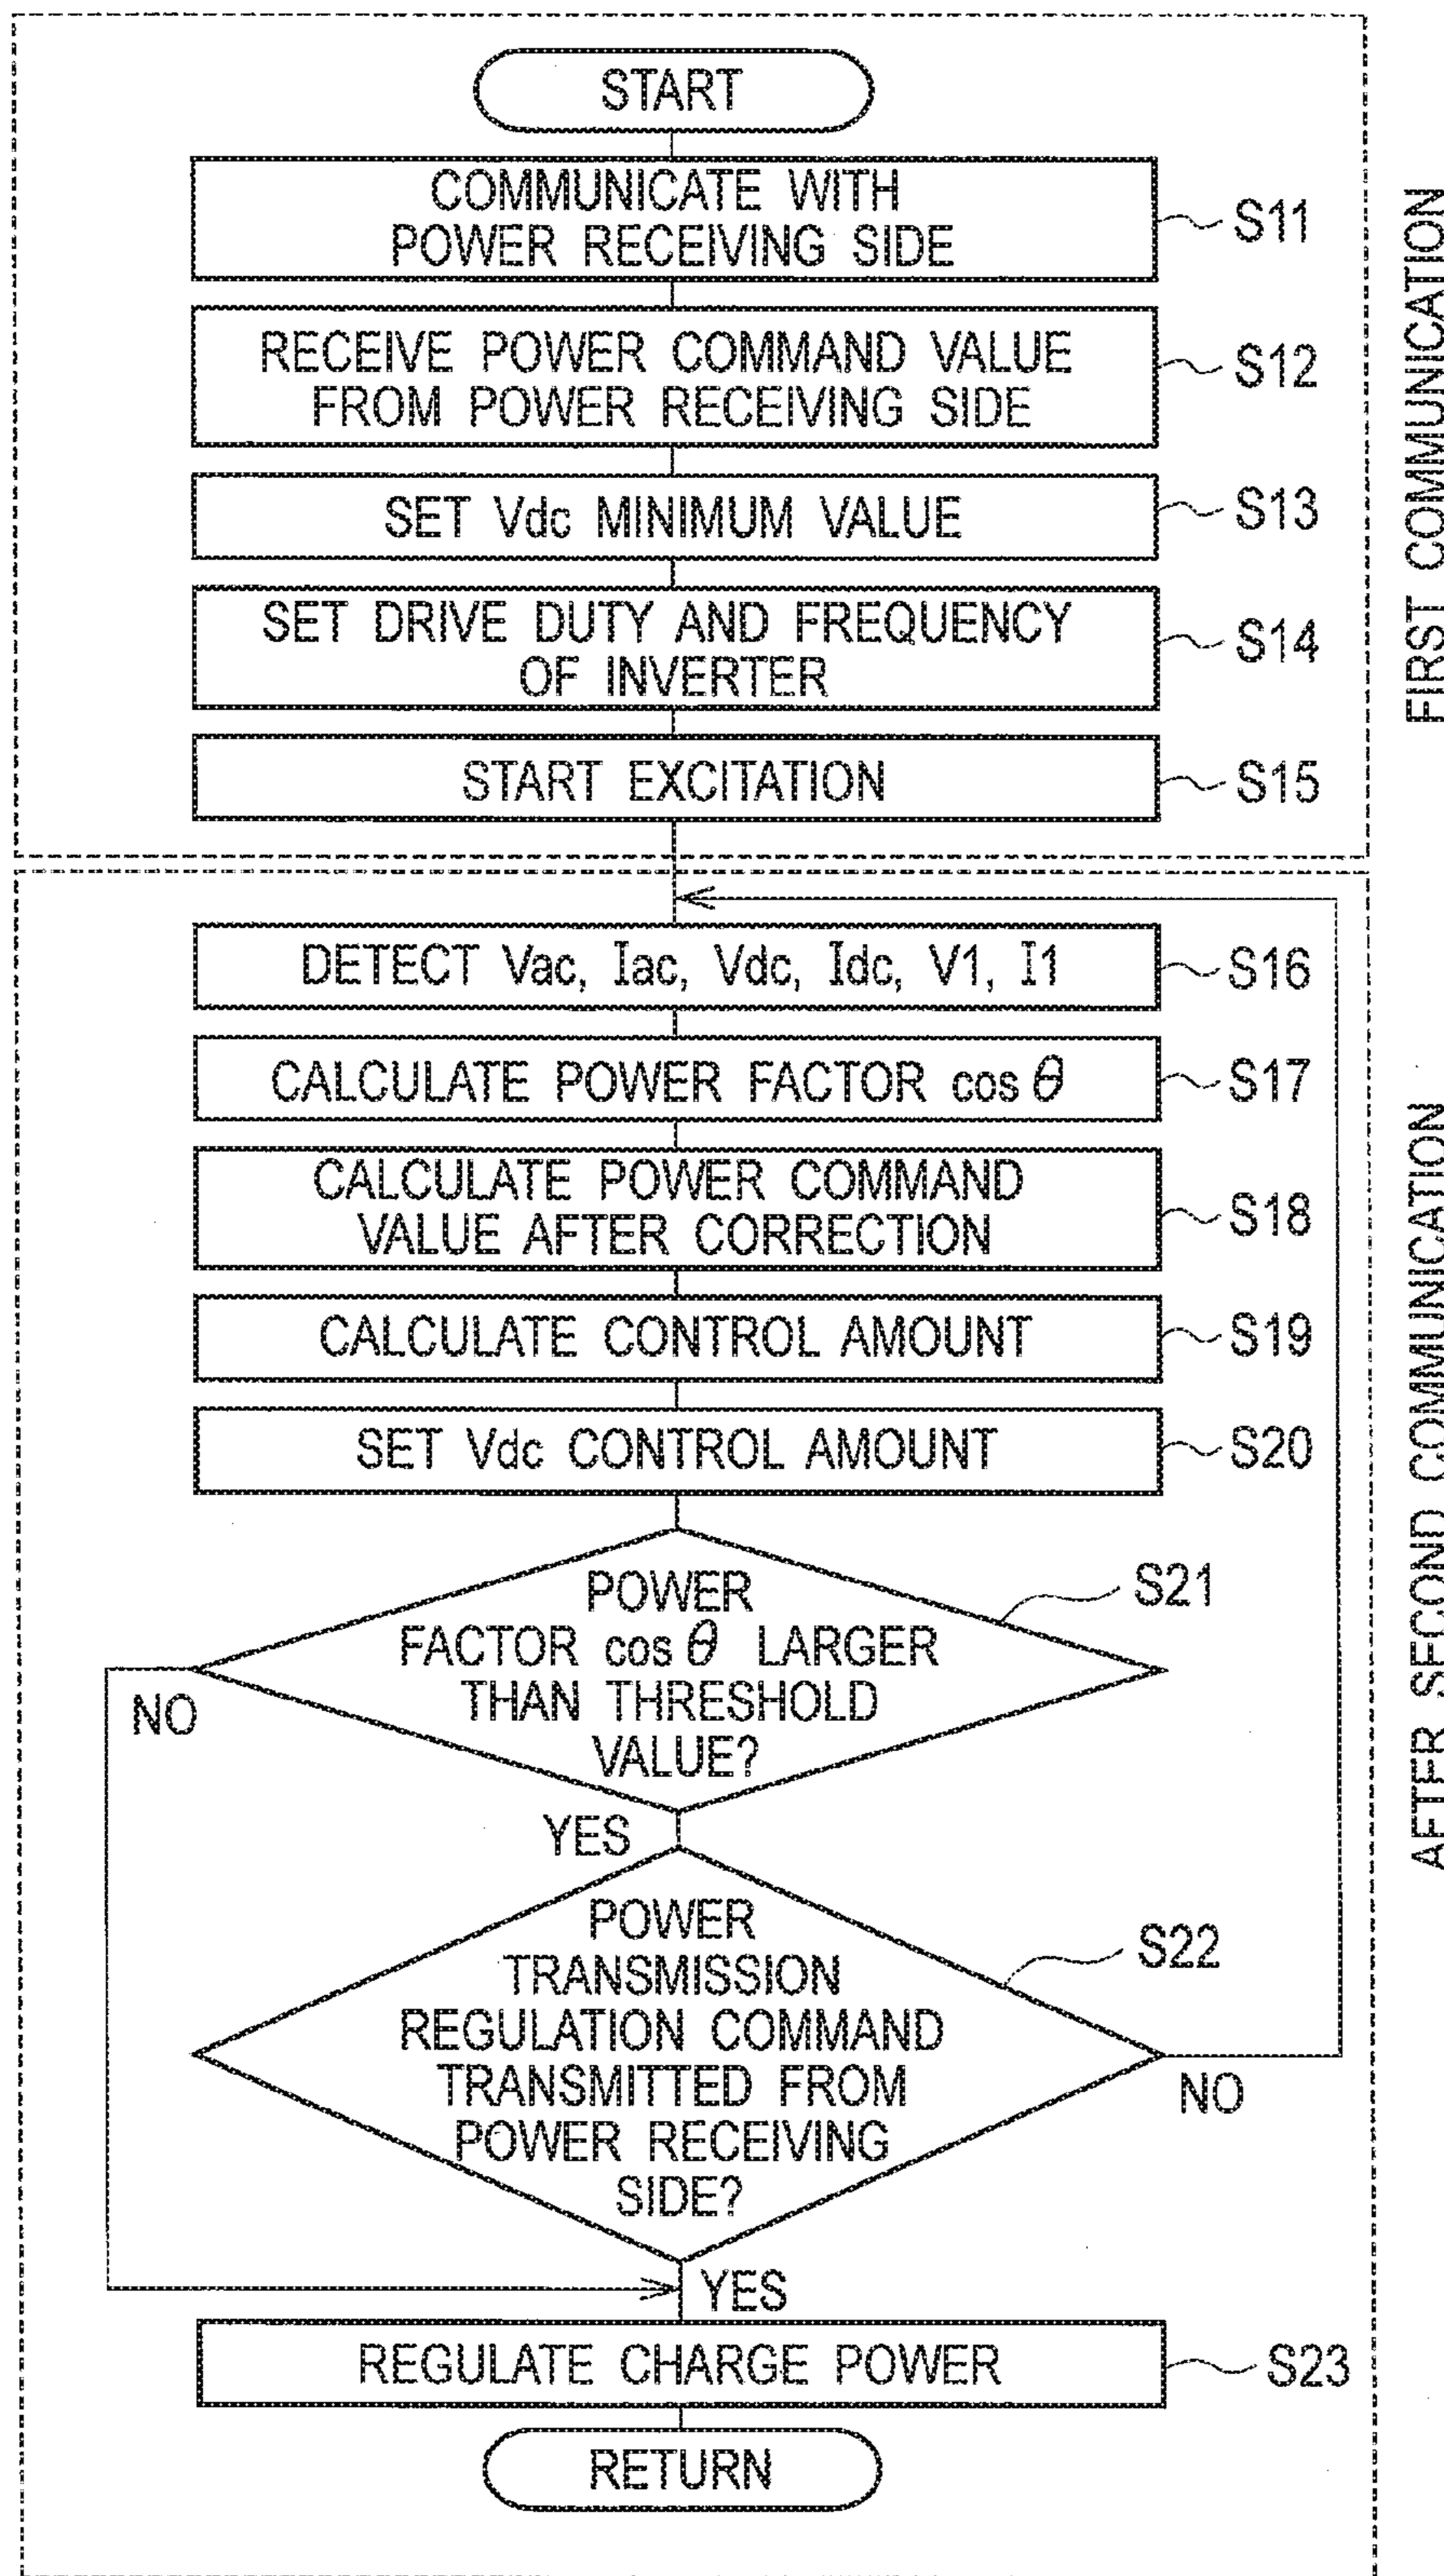 START
COMMUNICATE WITH
POWER RECEIVING SIDE
S11
RECEIVE POWER COMMAND VALUE
FROM POWER RECEIVING SIDE
S12
SET Vdc MINIMUM VALUE
S13
SET DRIVE DUTY AND FREQUENCY
OF INVERTER
S14
START EXCITATION
S15
FIRST COMMUNICATION
DETECT Vac, Iac, Vdc, Idc, V1, I1
S16
CALCULATE POWER FACTOR cos θ
S17
CALCULATE POWER COMMAND
VALUE AFTER CORRECTION
S18
CALCULATE CONTROL AMOUNT
S19
SET Vdc CONTROL AMOUNT
S20
POWER
FACTOR cos θ LARGER
THAN THRESHOLD
VALUE?
S21
NO
YES
POWER
TRANSMISSION
REGULATION COMMAND
TRANSMITTED FROM
POWER RECEIVING
SIDE?
S22
NO
YES
REGULATE CHARGE POWER
S23
RETURN
AFTER SECOND COMMUNICATION